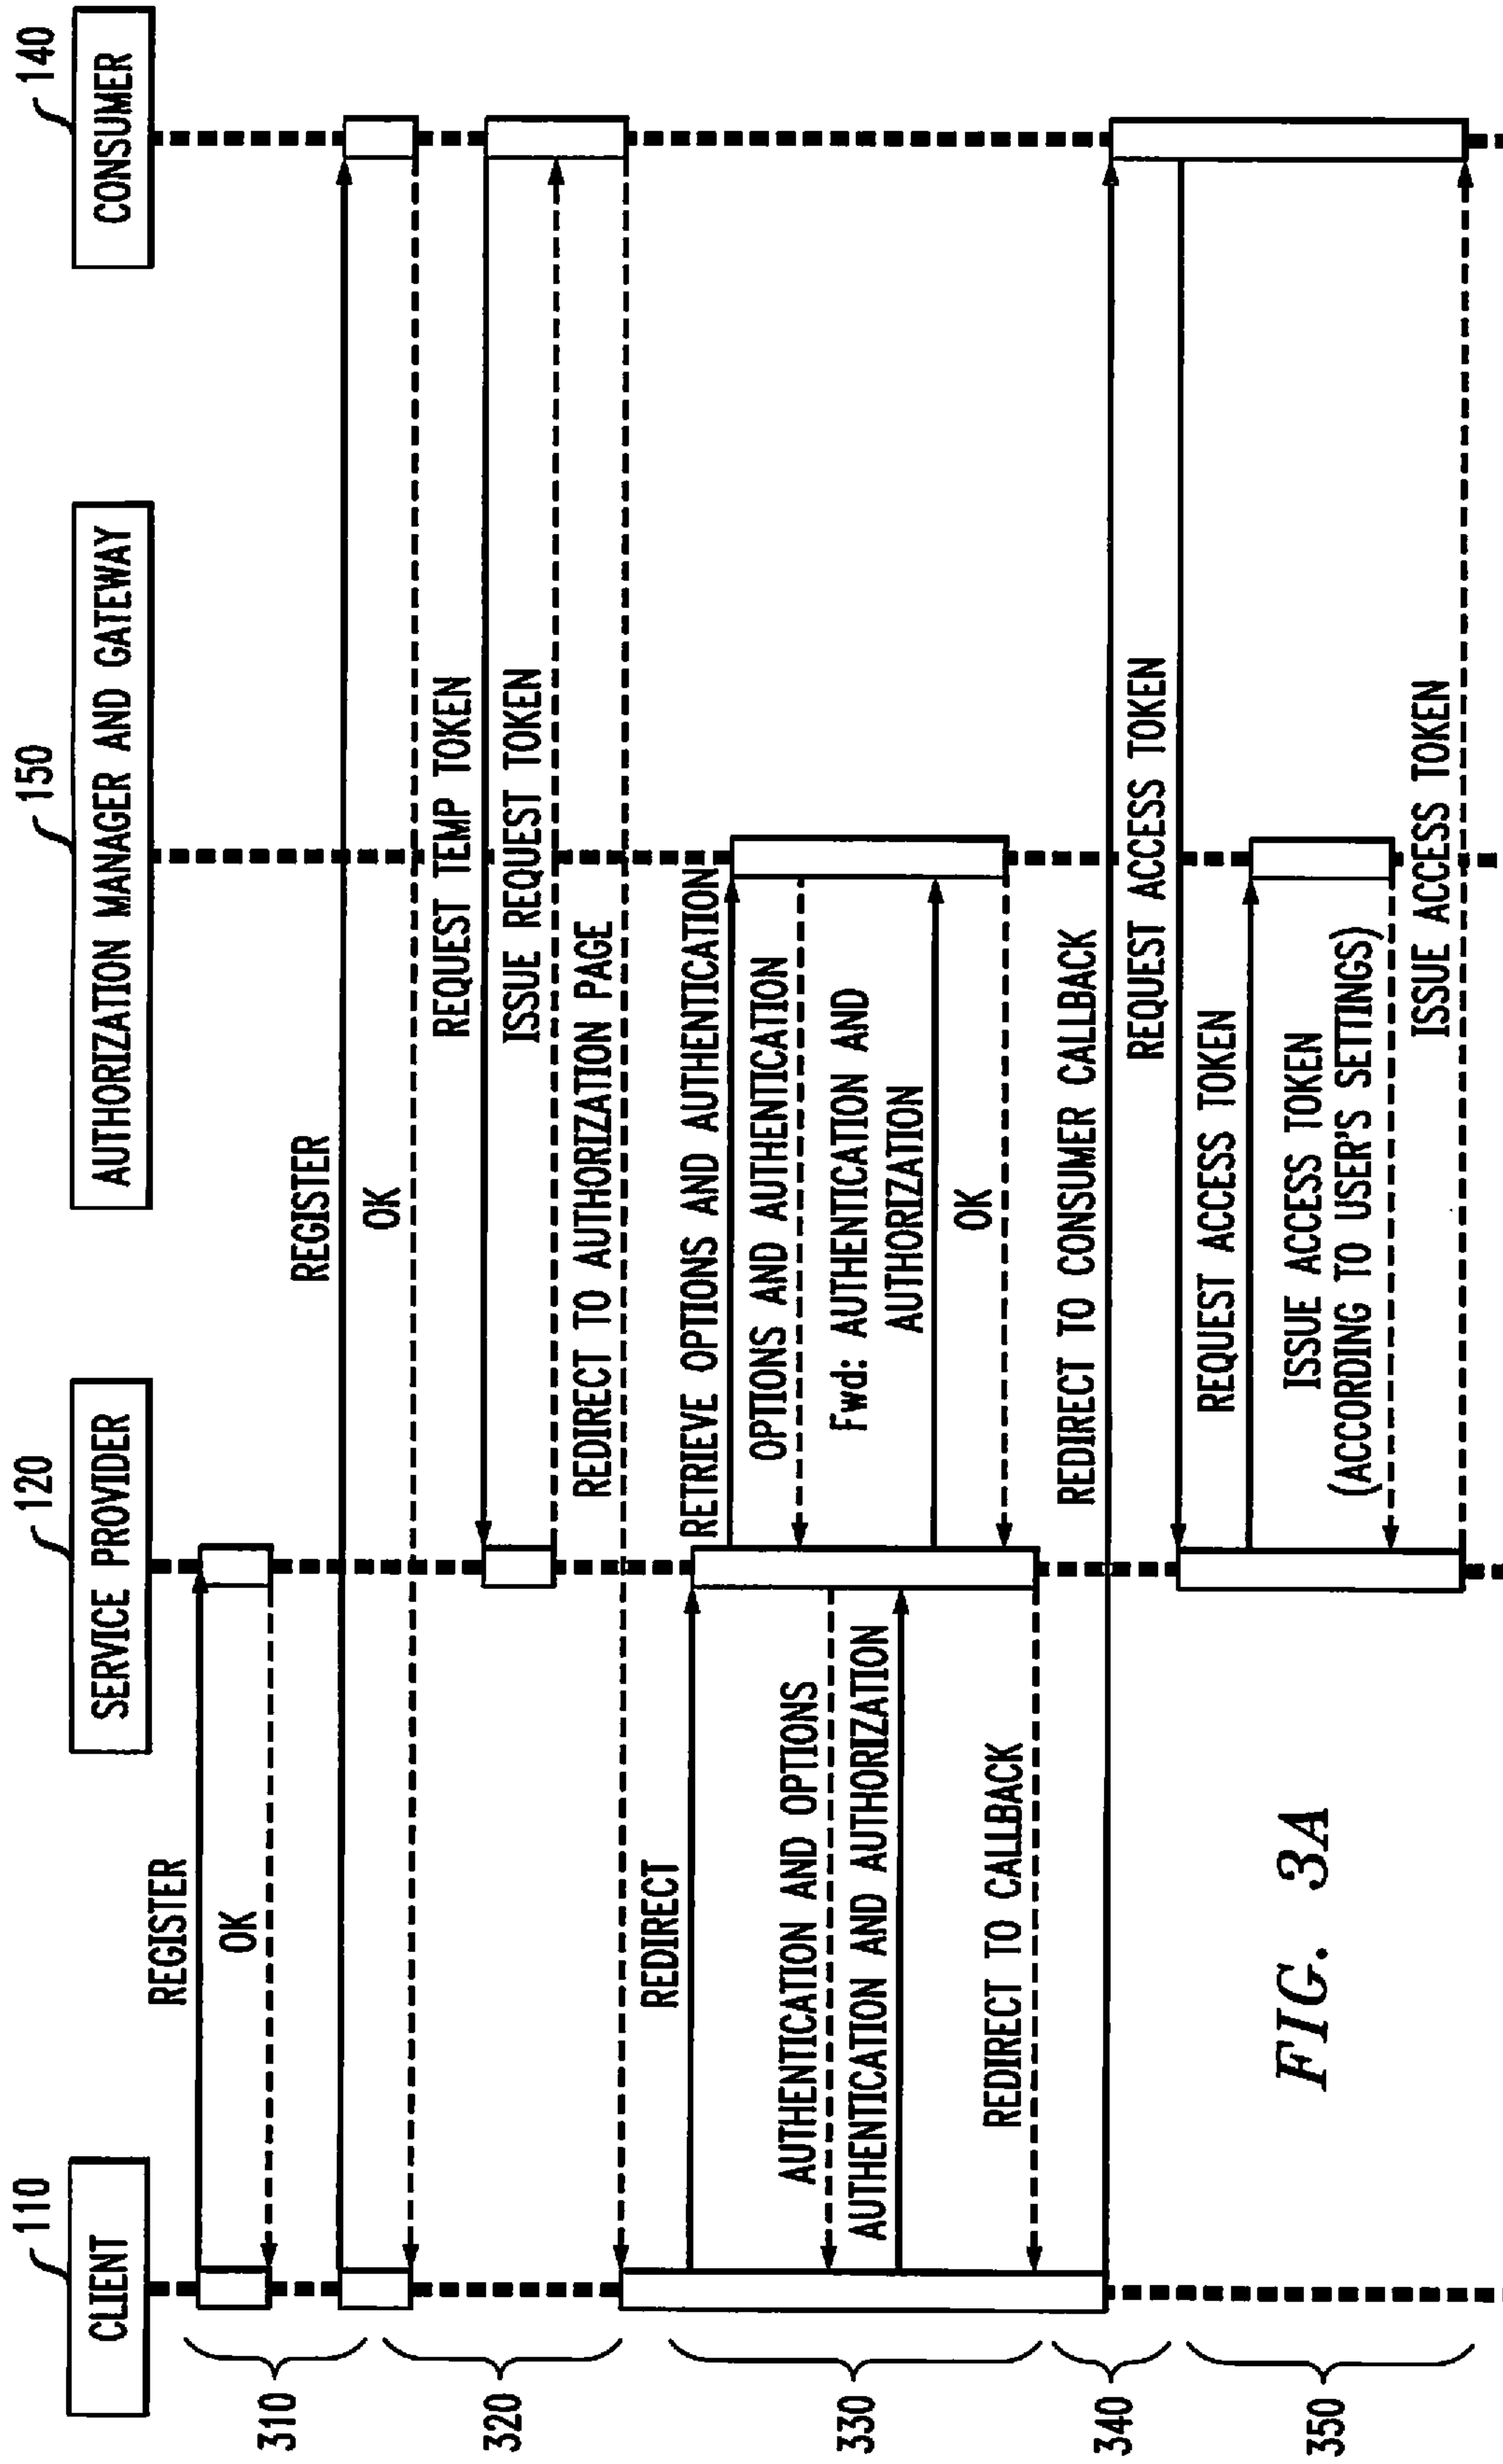 110
CLIENT
120
SERVICE PROVIDER
150
AUTHORIZATION MANAGER AND GATEWAY
140
CONSUMER
310
REGISTER
OK
REGISTER
OK
320
REQUEST TEMP TOKEN
ISSUE REQUEST TOKEN
REDIRECT TO AUTHORIZATION PAGE
330
REDIRECT
RETRIEVE OPTIONS AND AUTHENTICATION
OPTIONS AND AUTHENTICATION
AUTHENTICATION AND OPTIONS
AUTHENTICATION AND AUTHORIZATION
Fwd: AUTHENTICATION AND
AUTHORIZATION
OK
REDIRECT TO CALLBACK
340
REDIRECT TO CONSUMER CALLBACK
350
REQUEST ACCESS TOKEN
REQUEST ACCESS TOKEN
ISSUE ACCESS TOKEN
(ACCORDING TO USER'S SETTINGS)
ISSUE ACCESS TOKEN
FIG. 3A